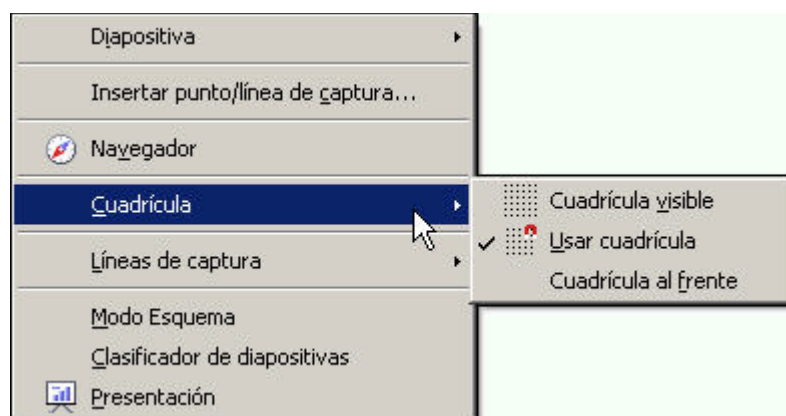 Diapositiva
Insertar punto/línea de captura...
Navegador
Cuadrícula
Líneas de captura
Modo Esquema
Clasificador de diapositivas
Presentación
Cuadrícula visible
Usar cuadrícula
Cuadrícula al frente